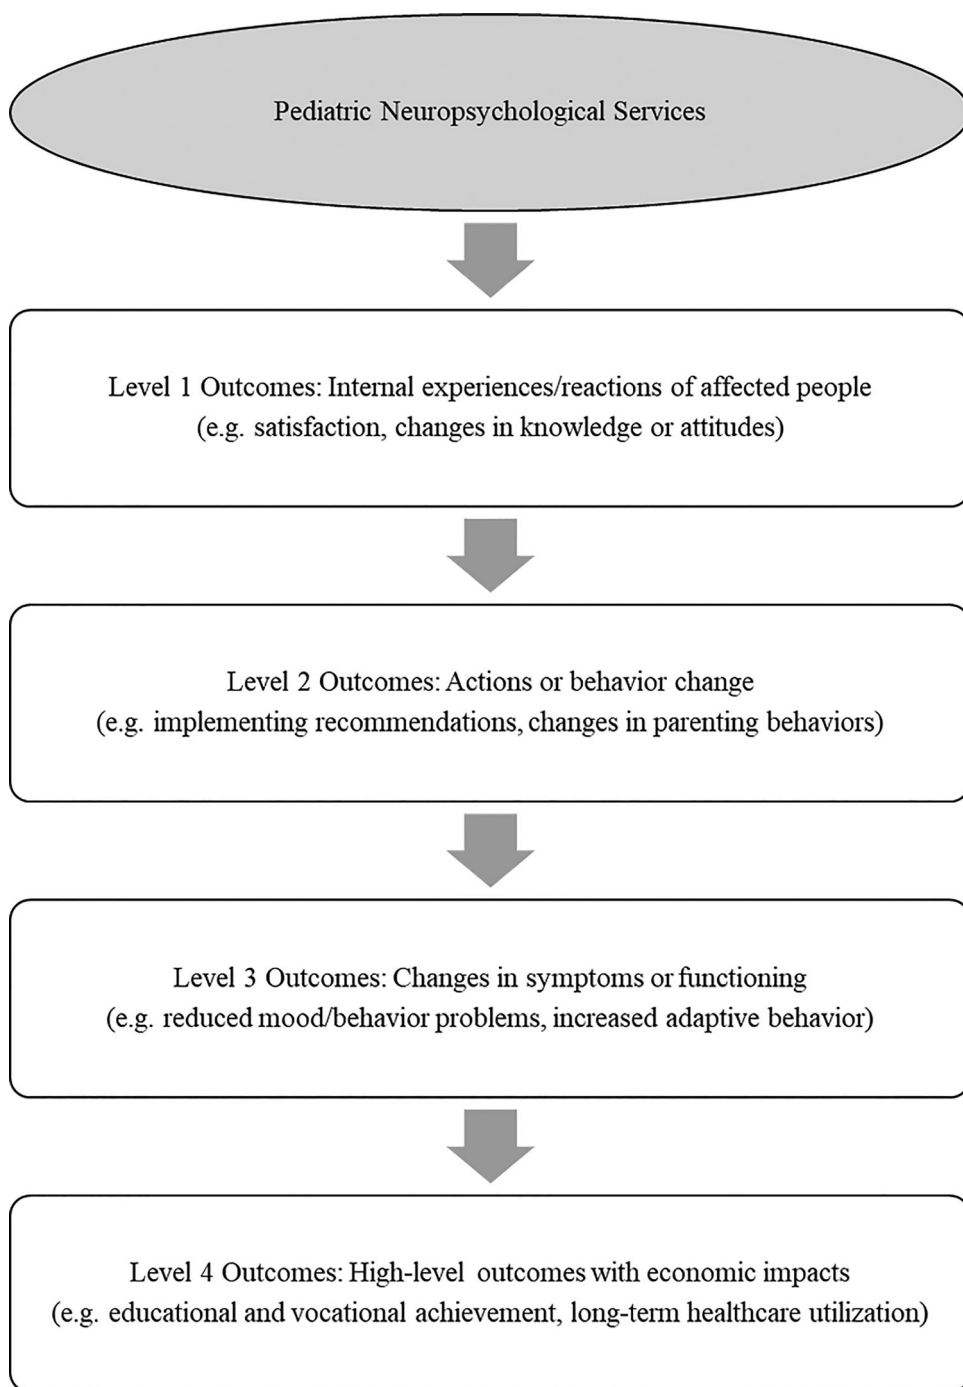 Pediatric Neuropsychological Services
Level 1 Outcomes: Internal experiences/reactions of affected people
(e.g. satisfaction, changes in knowledge or attitudes)
Level 2 Outcomes: Actions or behavior change
(e.g. implementing recommendations, changes in parenting behaviors)
Level 3 Outcomes: Changes in symptoms or functioning
(e.g. reduced mood/behavior problems, increased adaptive behavior)
Level 4 Outcomes: High-level outcomes with economic impacts
(e.g. educational and vocational achievement, long-term healthcare utilization)